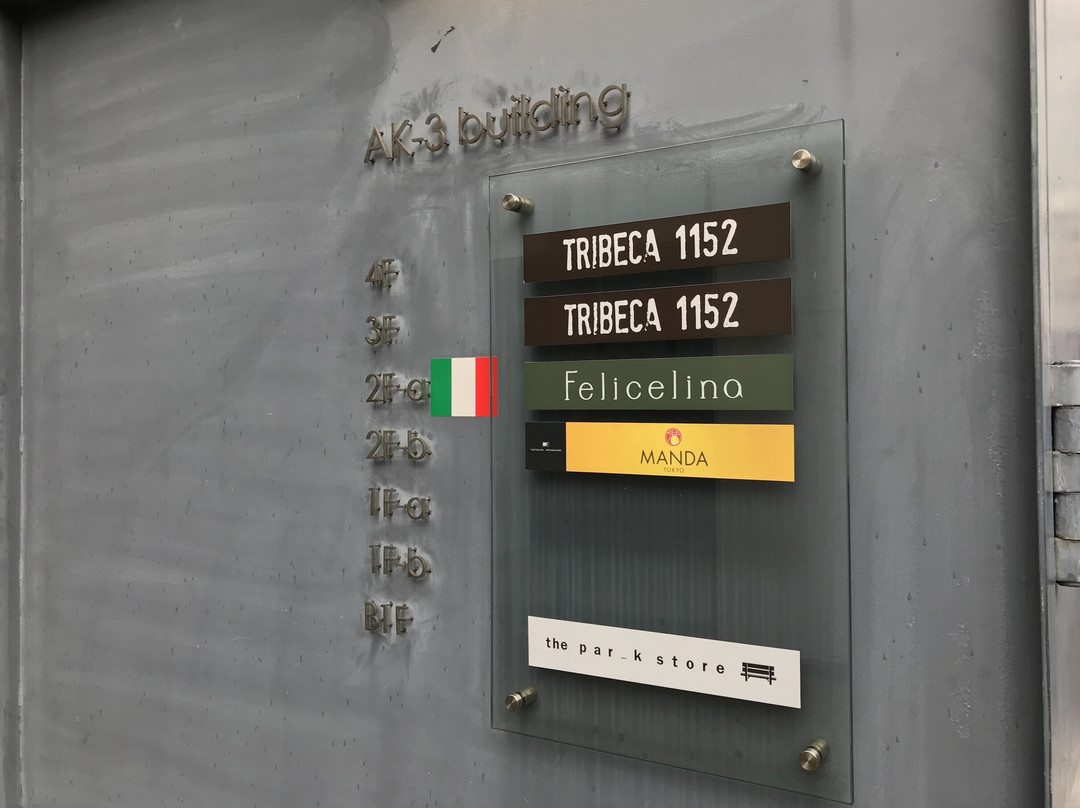 AK-3 building
4F
TRIBECA 1152
3F
TRIBECA 1152
2F-a
Felicelina
2F-b
MANDA
TOKYO
1F-a
1F-b
B1F
the par_k store